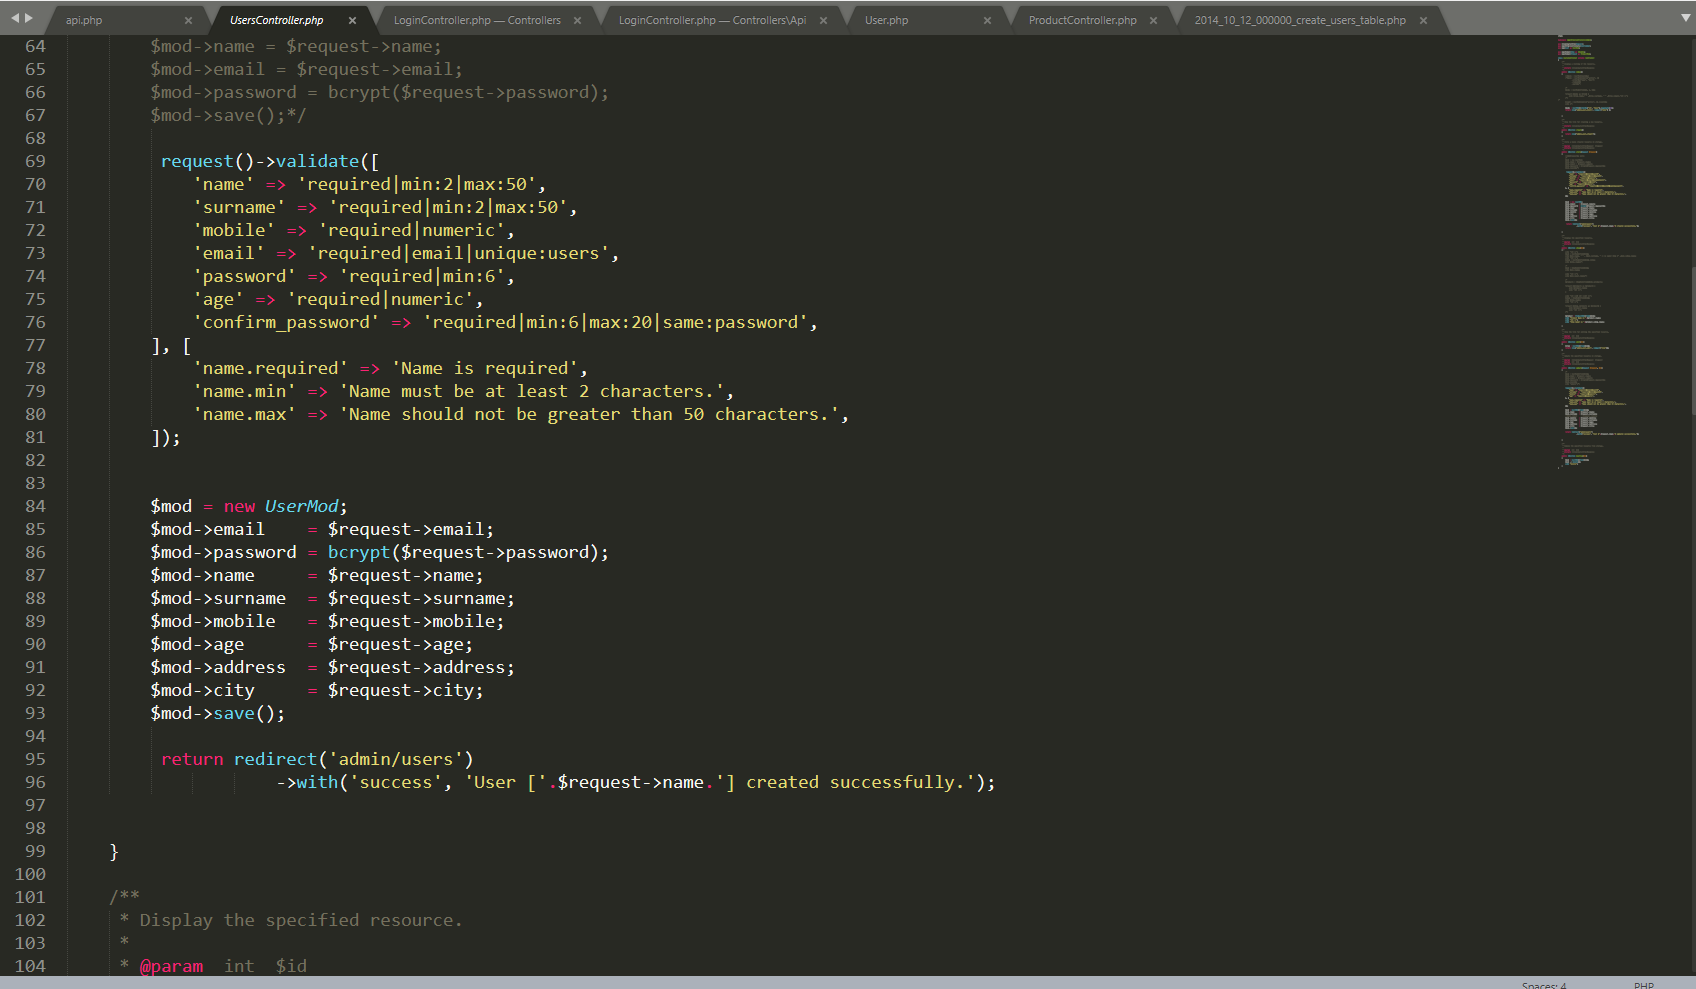 api.php × UsersController.php × LoginController.php — Controllers × LoginController.php — Controllers\Api × User.php × ProductController.php × 2014_10_12_000000_create_users_table.php ×
64 $mod->name = $request->name;
65 $mod->email = $request->email;
66 $mod->password = bcrypt($request->password);
67 $mod->save();*/
68
69 request()->validate([
70 'name' => 'required|min:2|max:50',
71 'surname' => 'required|min:2|max:50',
72 'mobile' => 'required|numeric',
73 'email' => 'required|email|unique:users',
74 'password' => 'required|min:6',
75 'age' => 'required|numeric',
76 'confirm_password' => 'required|min:6|max:20|same:password',
77 ], [
78 'name.required' => 'Name is required',
79 'name.min' => 'Name must be at least 2 characters.',
80 'name.max' => 'Name should not be greater than 50 characters.',
81 ]);
82
83
84 $mod = new UserMod;
85 $mod->email = $request->email;
86 $mod->password = bcrypt($request->password);
87 $mod->name = $request->name;
88 $mod->surname = $request->surname;
89 $mod->mobile = $request->mobile;
90 $mod->age = $request->age;
91 $mod->address = $request->address;
92 $mod->city = $request->city;
93 $mod->save();
94
95 return redirect('admin/users')
96 ->with('success', 'User ['.$request->name.'] created successfully.');
97
98
99 }
100
101 /**
102 * Display the specified resource.
103 *
104 * @param int $id
Spaces: 4 PHP